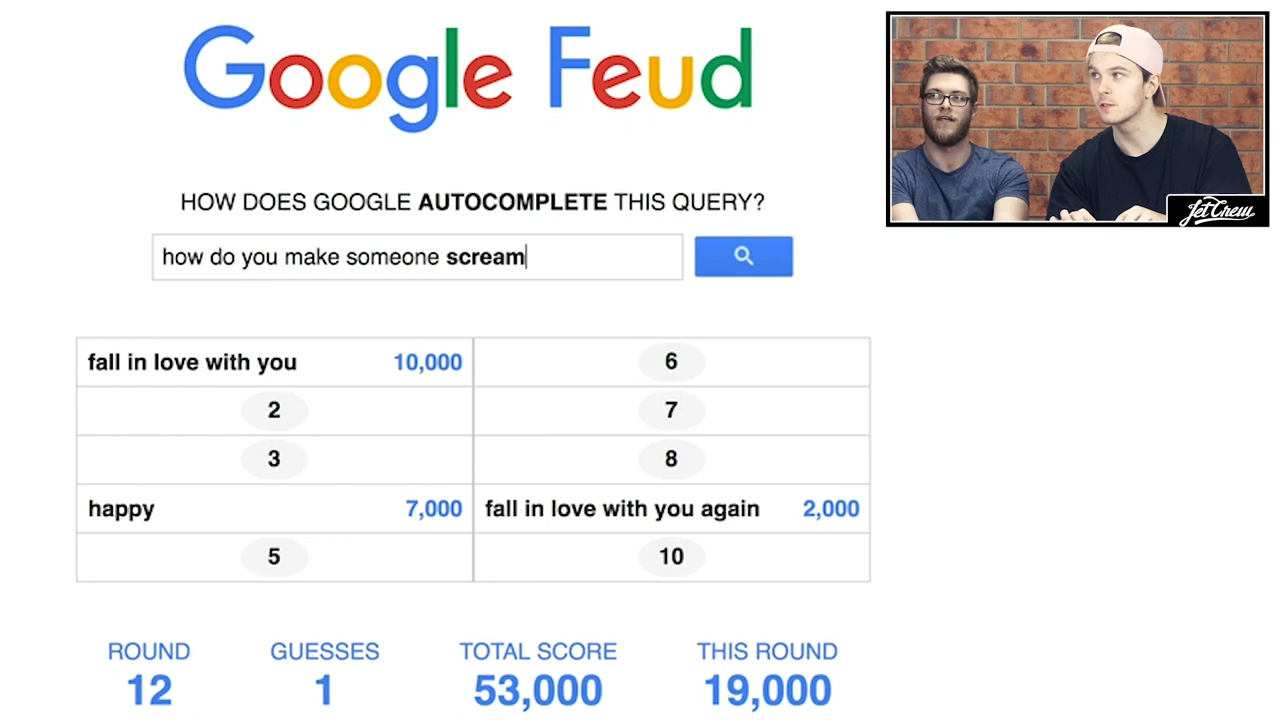 Google Feud
JetCrew
HOW DOES GOOGLE AUTOCOMPLETE THIS QUERY?
how do you make someone scream
fall in love with you 10,000
6
2
7
3
8
happy 7,000
fall in love with you again 2,000
5
10
ROUND
GUESSES
TOTAL SCORE
THIS ROUND
12
1
53,000
19,000